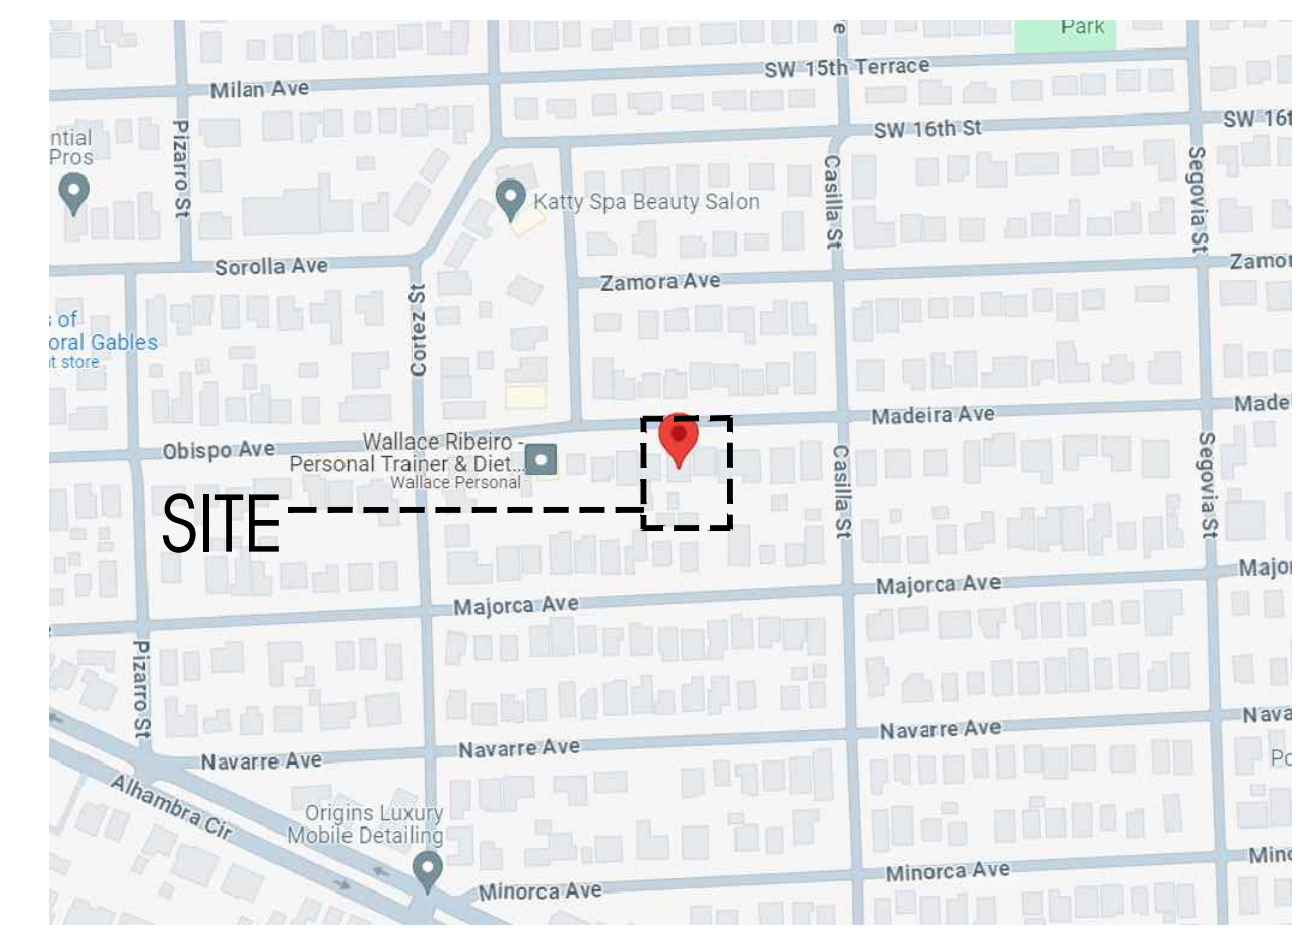 Park
e
SW 15th Terrace
Milan Ave
SW 16th St
SW 16t
ntial
Pros
Pizarro St
Casilla St
Segovia St
Katty Spa Beauty Salon
Sorolla Ave
Zamora Ave
Zamor
Cortez St
s of
oral Gables
nt store
Madeira Ave
Made
Obispo Ave
Wallace Ribeiro -
Personal Trainer & Diet...
Wallace Personal
Casilla St
Segovia St
SITE
Majorca Ave
Majorca Ave
Major
Pizarro St
Navarre Ave
Navarre Ave
Navarre Ave
Nava
Po
Alhambra Cir
Origins Luxury
Mobile Detailing
Minorca Ave
Minorca Ave
Mino